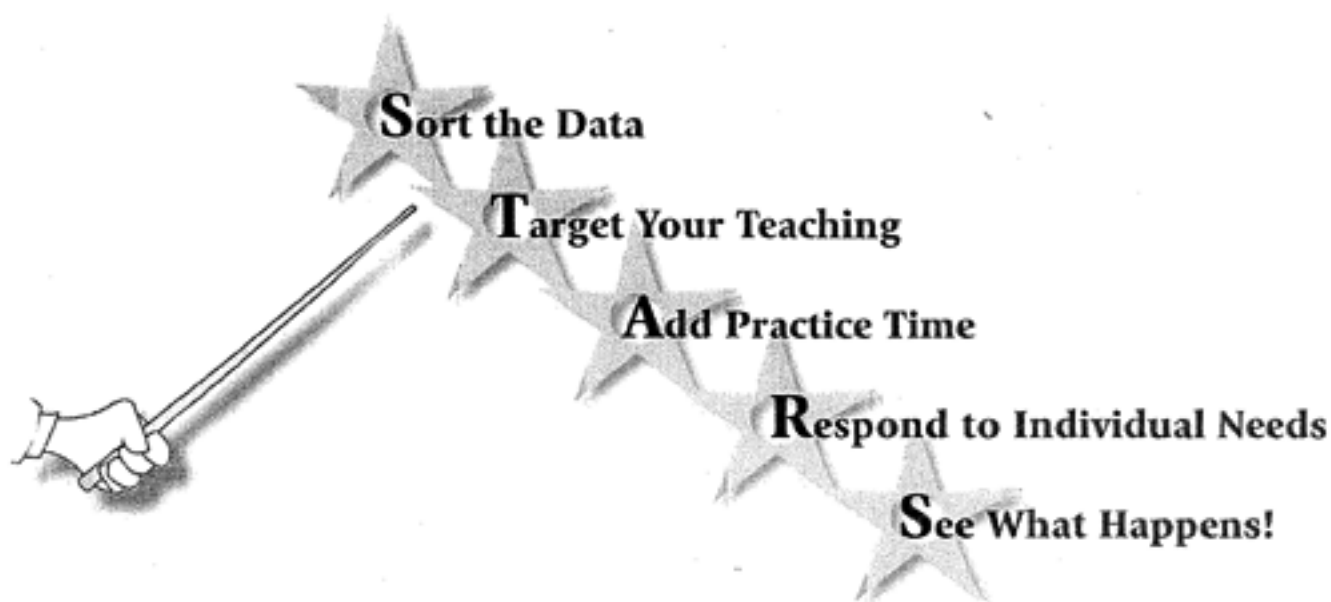 Sort the Data
Target Your Teaching
Add Practice Time
Respond to Individual Needs
See What Happens!